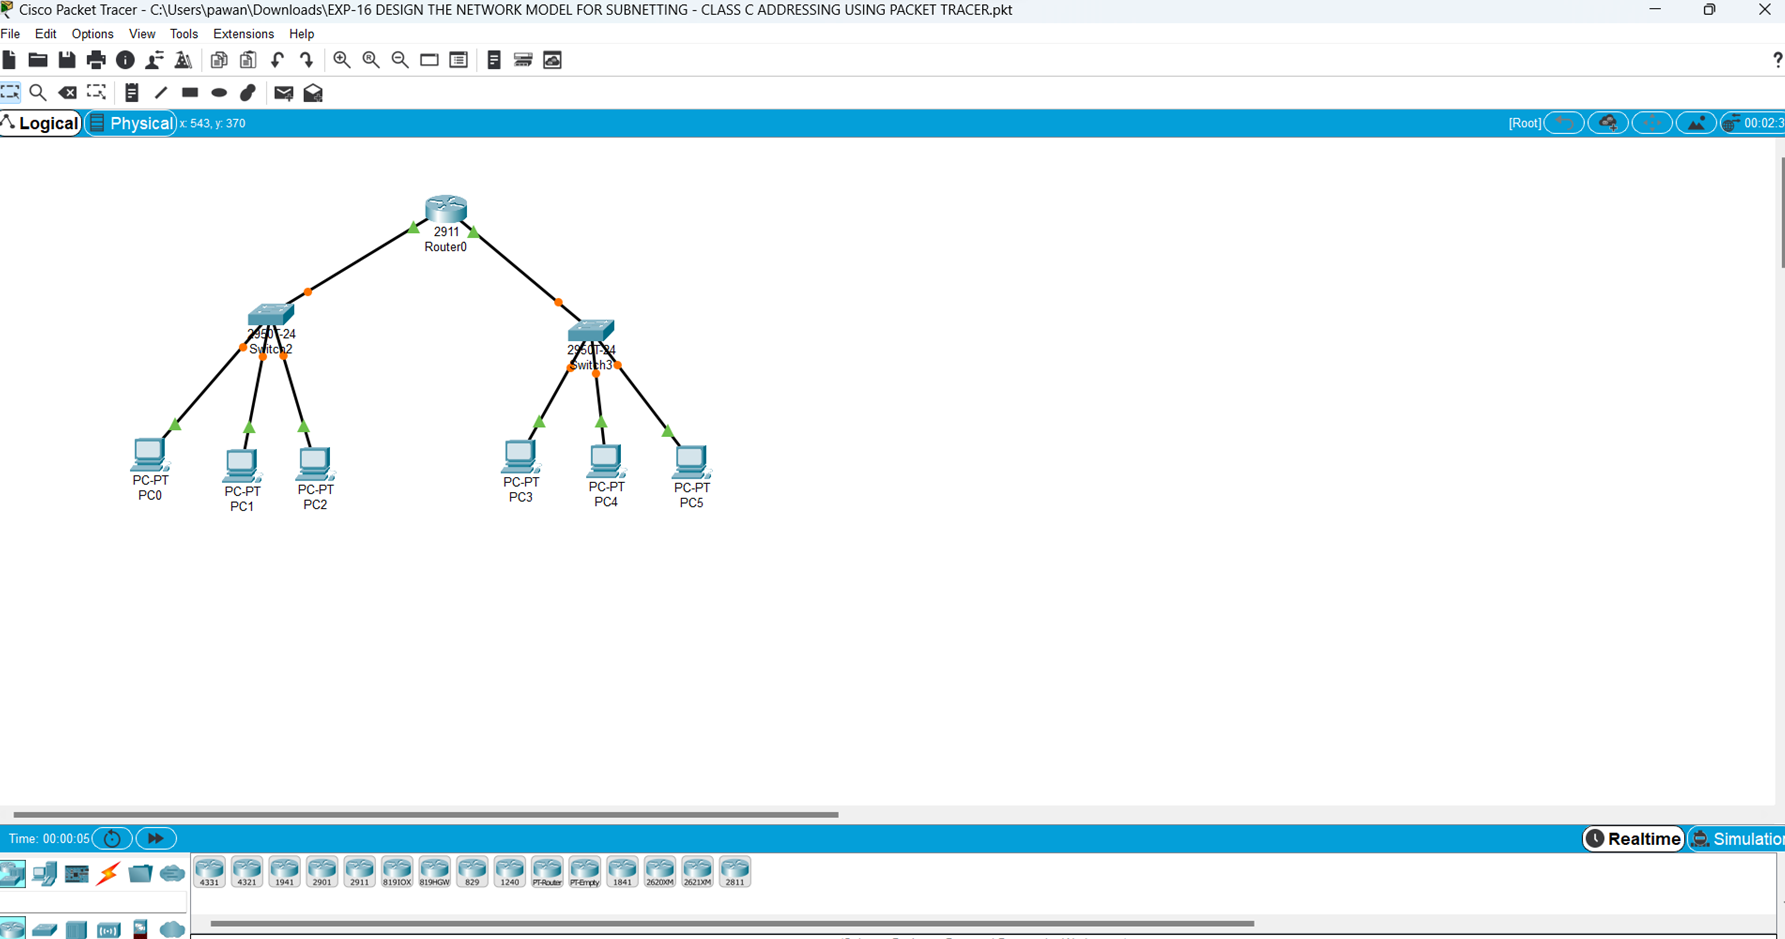 Cisco Packet Tracer - C:\Users\pawan\Downloads\EXP-16 DESIGN THE NETWORK MODEL FOR SUBNETTING - CLASS C ADDRESSING USING PACKET TRACER.pkt
File Edit Options View Tools Extensions Help
?
Logical Physical x: 543, y: 370 [Root] 00:02:3
2911
Router0
2950T-24
Switch2
2950T-24
Switch3
PC-PT
PC0
PC-PT
PC1
PC-PT
PC2
PC-PT
PC3
PC-PT
PC4
PC-PT
PC5
Time: 00:00:05 Realtime Simulation
4331 4321 1941 2901 2911 819IOX 819HGW 829 1240 PT-Router PT-Empty 1841 2620XM 2621XM 2811